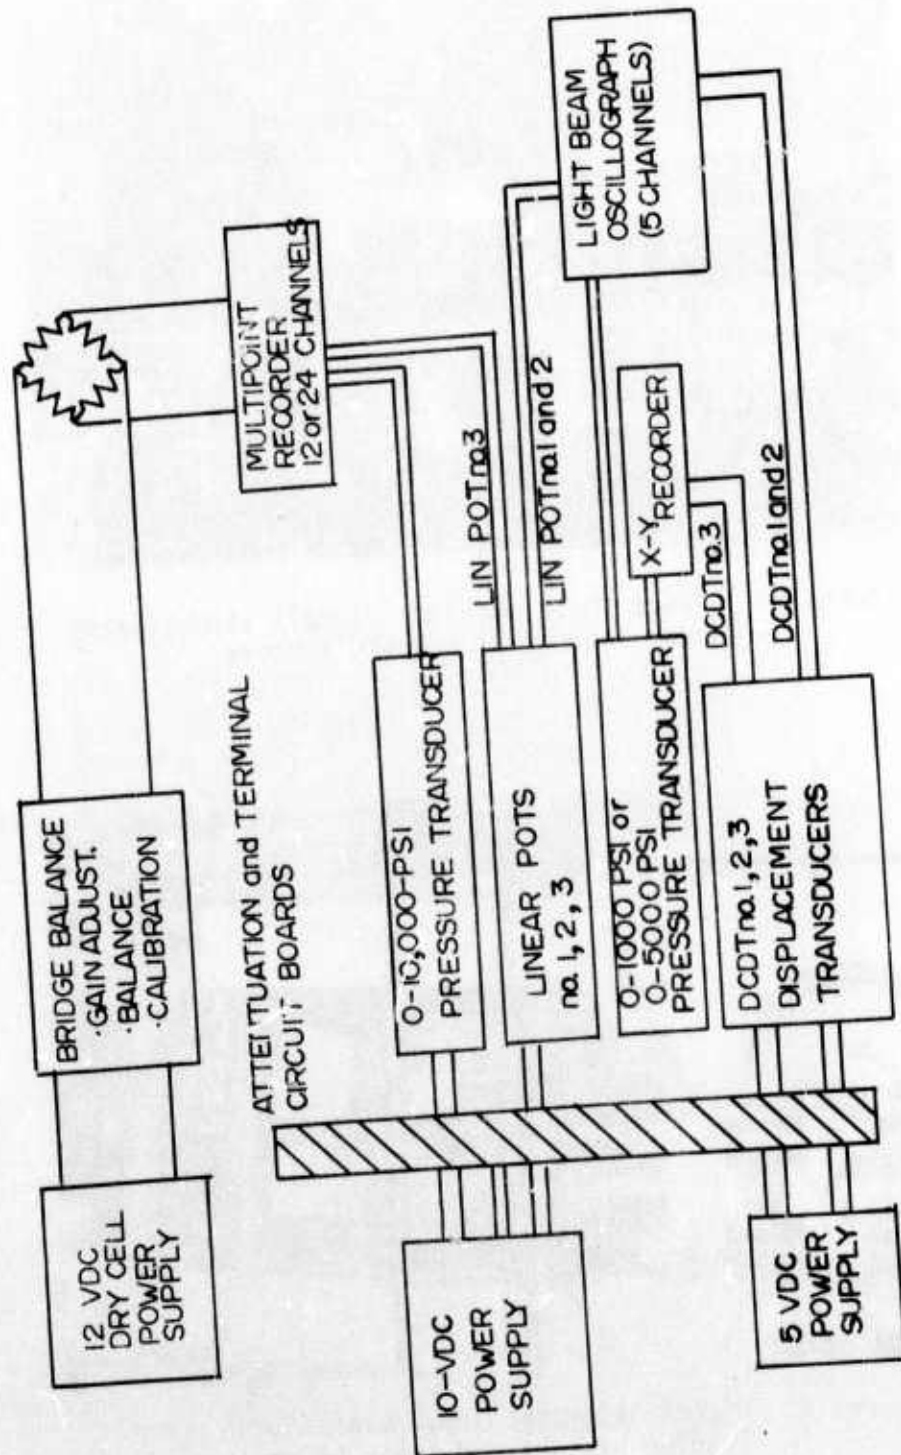 12 VDC
DRY CELL
POWER
SUPPLY
BRIDGE BALANCE
·GAIN ADJUST.
·BALANCE
·CALIBRATION
MULTIPOINT
RECORDER
12 or 24 CHANNELS
ATTENTUATION and TERMINAL
CIRCUIT BOARDS
10-VDC
POWER
SUPPLY
0-10,000-PSI
PRESSURE TRANSDUCER
LINEAR POTS
no. 1, 2, 3
LIN POT no.3
LIN POT no.1 and 2
LIGHT BEAM
OSCILLOGRAPH
(5 CHANNELS)
0-1000 PSI or
0-5000 PSI
PRESSURE TRANSDUCER
X-Y RECORDER
DCDT no.3
DCDT no.1 and 2
5 VDC
POWER
SUPPLY
DCDT no 1, 2, 3
DISPLACEMENT
TRANSDUCERS